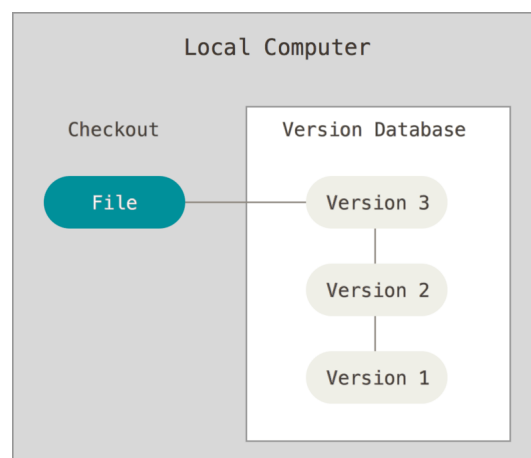 Local Computer
Checkout
Version Database
File
Version 3
Version 2
Version 1